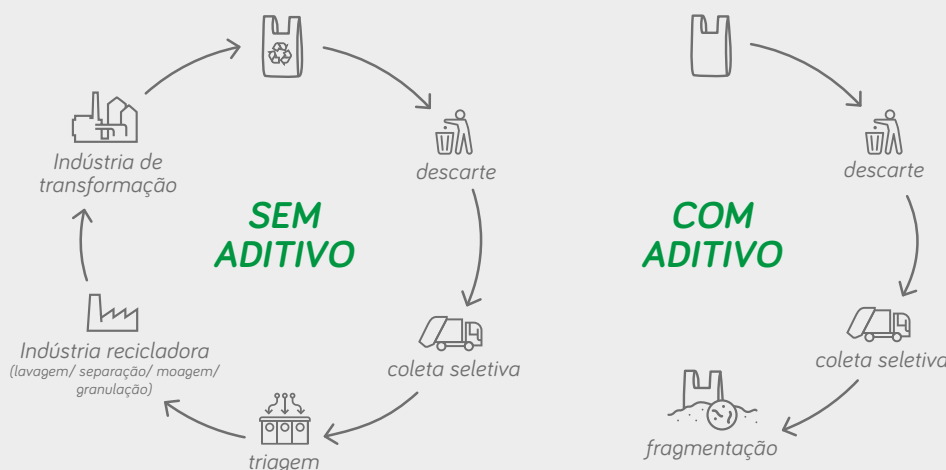 SEM
ADITIVO
descarte
coleta seletiva
triagem
Indústria recicladora
(lavagem/ separação/ moagem/
granulação)
Indústria de
transformação
COM
ADITIVO
descarte
coleta seletiva
fragmentação